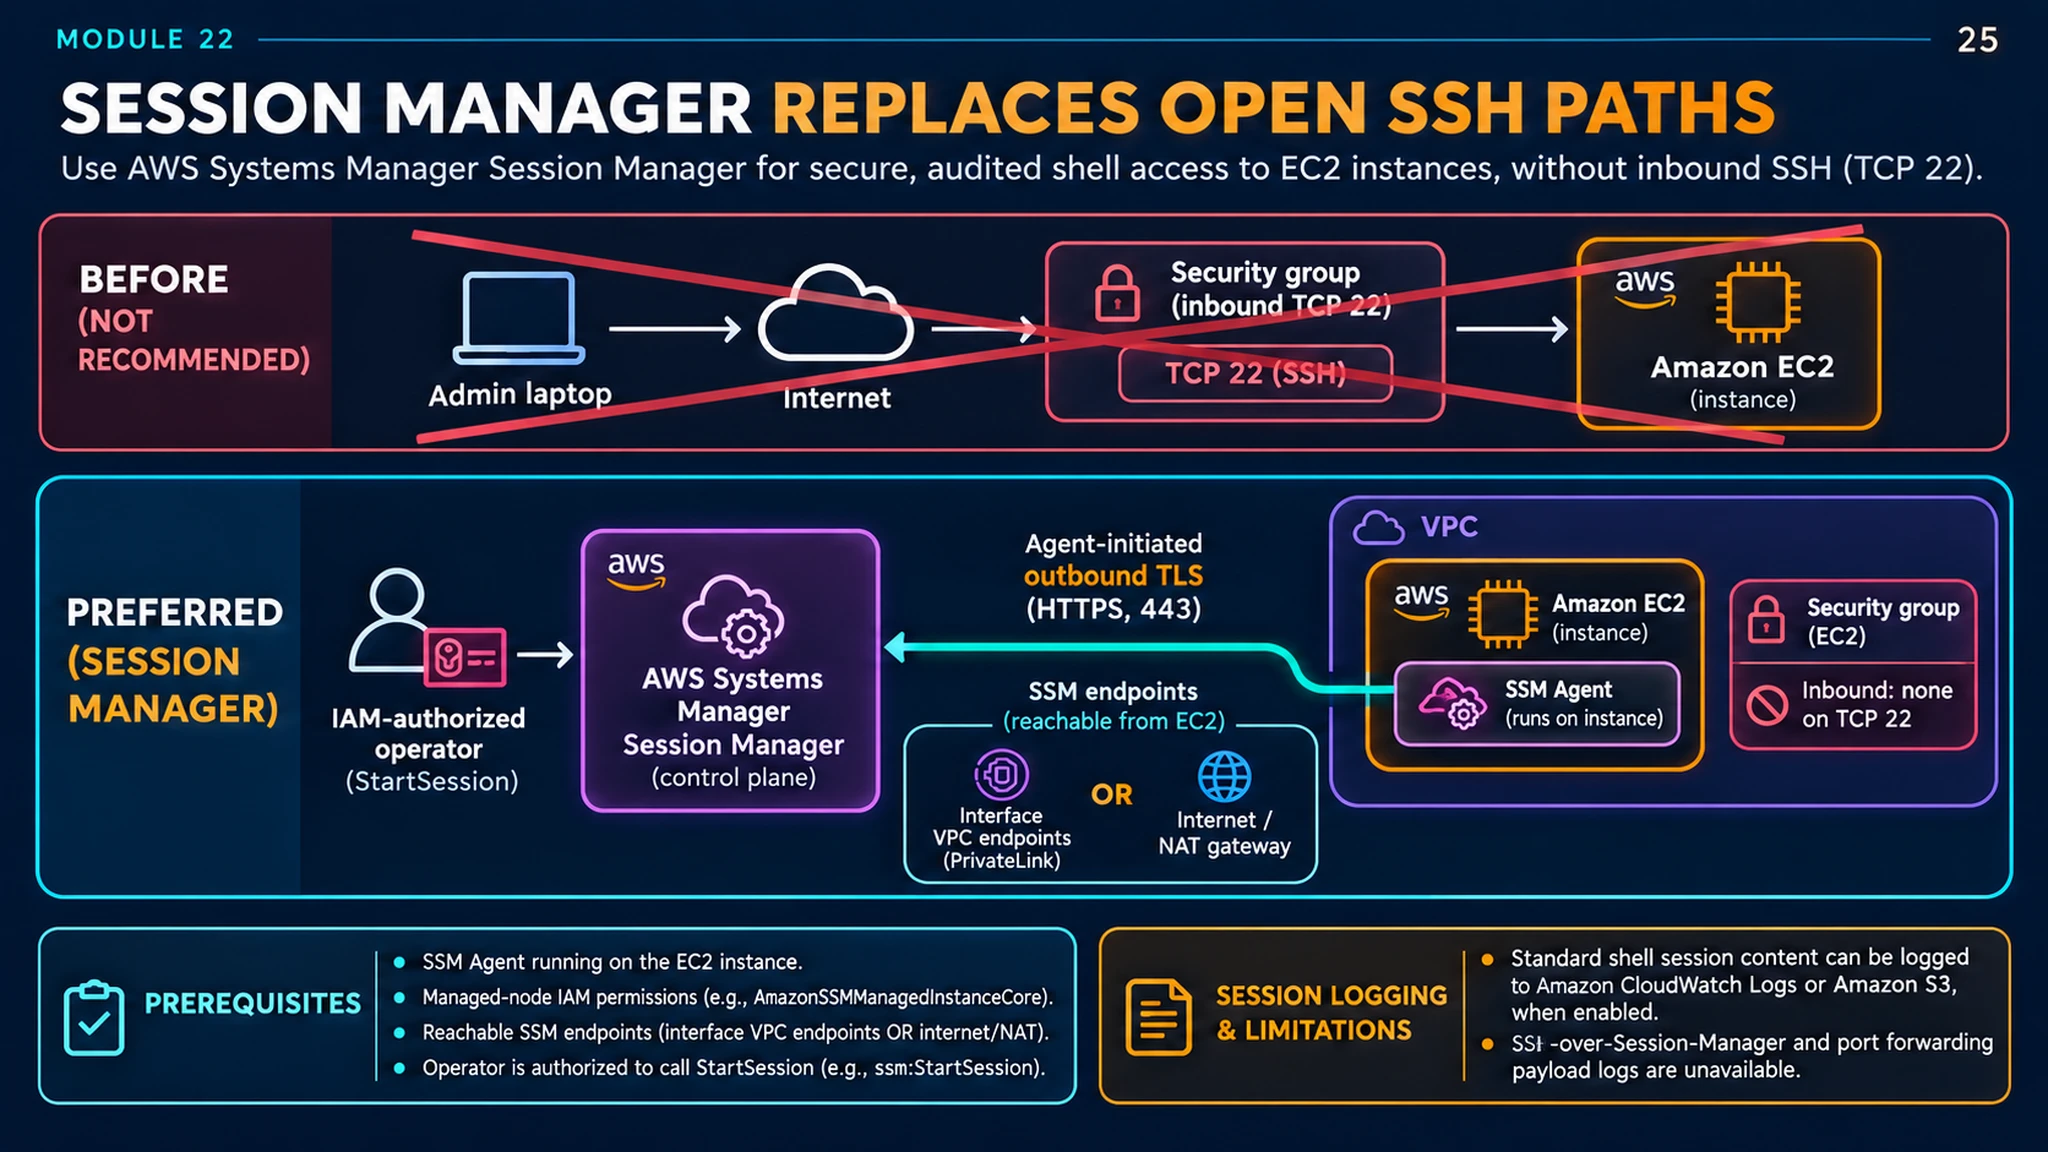 MODULE 22
25
SESSION MANAGER REPLACES OPEN SSH PATHS
Use AWS Systems Manager Session Manager for secure, audited shell access to EC2 instances, without inbound SSH (TCP 22).
BEFORE
(NOT
RECOMMENDED)
Admin laptop
Internet
Security group
(inbound TCP 22)
TCP 22 (SSH)
aws
Amazon EC2
(instance)
PREFERRED
(SESSION
MANAGER)
IAM-authorized
operator
(StartSession)
aws
AWS Systems
Manager
Session Manager
(control plane)
Agent-initiated
outbound TLS
(HTTPS, 443)
SSM endpoints
(reachable from EC2)
Interface
VPC endpoints
(PrivateLink)
OR
Internet /
NAT gateway
VPC
aws
Amazon EC2
(instance)
SSM Agent
(runs on instance)
Security group
(EC2)
Inbound: none
on TCP 22
PREREQUISITES
• SSM Agent running on the EC2 instance.
• Managed-node IAM permissions (e.g., AmazonSSMManagedInstanceCore).
• Reachable SSM endpoints (interface VPC endpoints OR internet/NAT).
• Operator is authorized to call StartSession (e.g., ssm:StartSession).
SESSION LOGGING
& LIMITATIONS
• Standard shell session content can be logged
to Amazon CloudWatch Logs or Amazon S3,
when enabled.
• -over-Session-Manager and port forwarding
payload logs are unavailable.